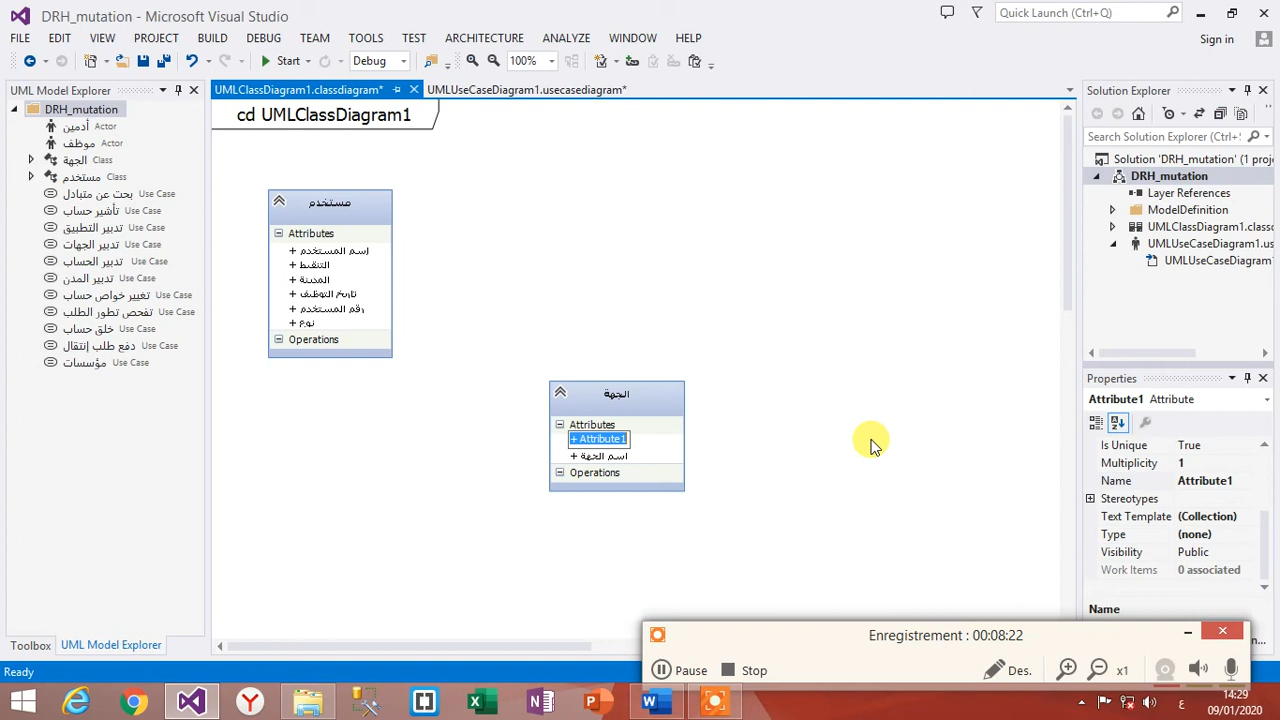 DRH_mutation - Microsoft Visual Studio
Quick Launch (Ctrl+Q)
FILE EDIT VIEW PROJECT BUILD DEBUG TEAM TOOLS TEST ARCHITECTURE ANALYZE WINDOW HELP
Sign in
Start Debug 100%
UML Model Explorer
DRH_mutation
أدمين Actor
موظف Actor
الجهة Class
مستخدم Class
بحث عن متبادل Use Case
تأشير حساب Use Case
تدبير التطبيق Use Case
تدبير الجهات Use Case
تدبير الحساب Use Case
تدبير المدن Use Case
تغيير خواص حساب Use Case
تفحص تطور الطلب Use Case
خلق حساب Use Case
دفع طلب إنتقال Use Case
مؤسسات Use Case
Toolbox UML Model Explorer
UMLClassDiagram1.classdiagram*
UMLUseCaseDiagram1.usecasediagram*
cd UMLClassDiagram1
مستخدم
Attributes
+ اسم المستخدم
+ التنقيط
+ المدينة
+ تاريخ التوظيف
+ رقم المستخدم
+ نوع
Operations
الجهة
Attributes
+ Attribute1
+ اسم الجهة
Operations
Solution Explorer
Search Solution Explorer (Ctrl+
Solution 'DRH_mutation' (1 proj
DRH_mutation
Layer References
ModelDefinition
UMLClassDiagram1.classc
UMLUseCaseDiagram1.us
UMLUseCaseDiagram
Properties
Attribute1 Attribute
Is Unique True
Multiplicity 1
Name Attribute1
Stereotypes
Text Template (Collection)
Type (none)
Visibility Public
Work Items 0 associated
Name
Enregistrement : 00:08:22
Pause Stop Des. x1
Ready
14:29
09/01/2020